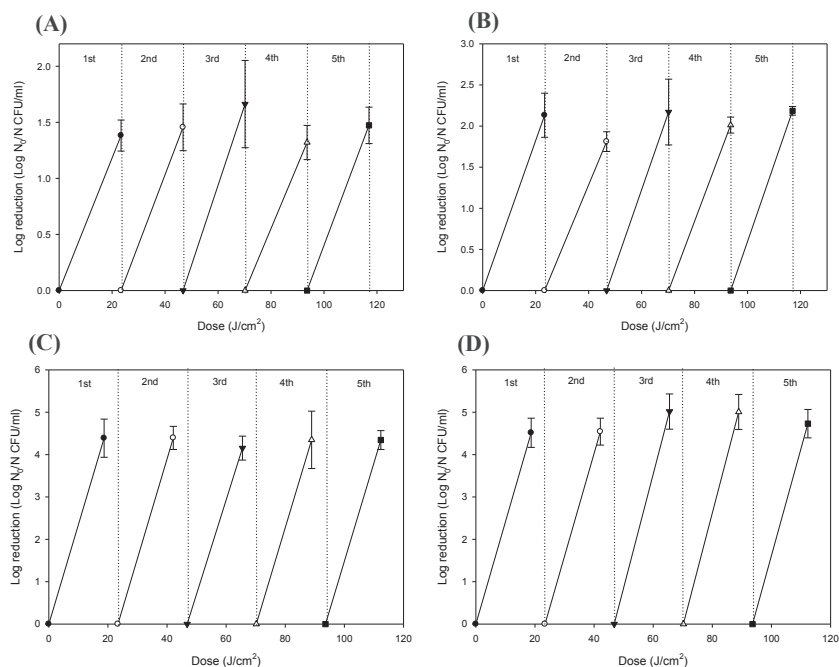 (A)
1st 2nd 3rd 4th 5th
Log reduction (Log N0/N CFU/ml)
2.0
1.5
1.0
0.5
0.0
0 20 40 60 80 100 120
Dose (J/cm2)
(B)
1st 2nd 3rd 4th 5th
Log reduction (Log N0/N CFU/ml)
3.0
2.5
2.0
1.5
1.0
0.5
0.0
0 20 40 60 80 100 120
Dose (J/cm2)
(C)
1st 2nd 3rd 4th 5th
Log reduction (Log N0/N CFU/ml)
6
5
4
3
2
1
0
0 20 40 60 80 100 120
Dose (J/cm2)
(D)
1st 2nd 3rd 4th 5th
Log reduction (Log N0/N CFU/ml)
6
5
4
3
2
1
0
0 20 40 60 80 100 120
Dose (J/cm2)